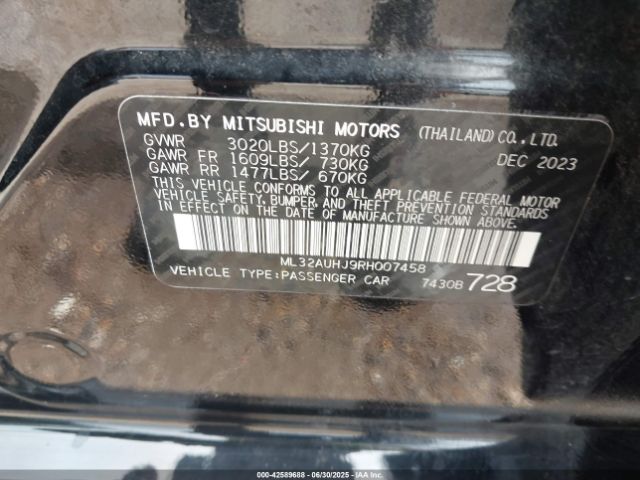 MFD. BY MITSUBISHI MOTORS (THAILAND) CO., LTD.
GVWR 3020LBS/1370KG DEC 2023
GAWR FR 1609LBS/ 730KG
GAWR RR 1477LBS/ 670KG
THIS VEHICLE CONFORMS TO ALL APPLICABLE FEDERAL MOTOR
VEHICLE SAFETY, BUMPER, AND THEFT PREVENTION STANDARDS
IN EFFECT ON THE DATE OF MANUFACTURE SHOWN ABOVE.
ML32AUHJ9RH007458
VEHICLE TYPE:PASSENGER CAR 7430B 728
000-42589688 - 06/30/2025 - IAAI.COM